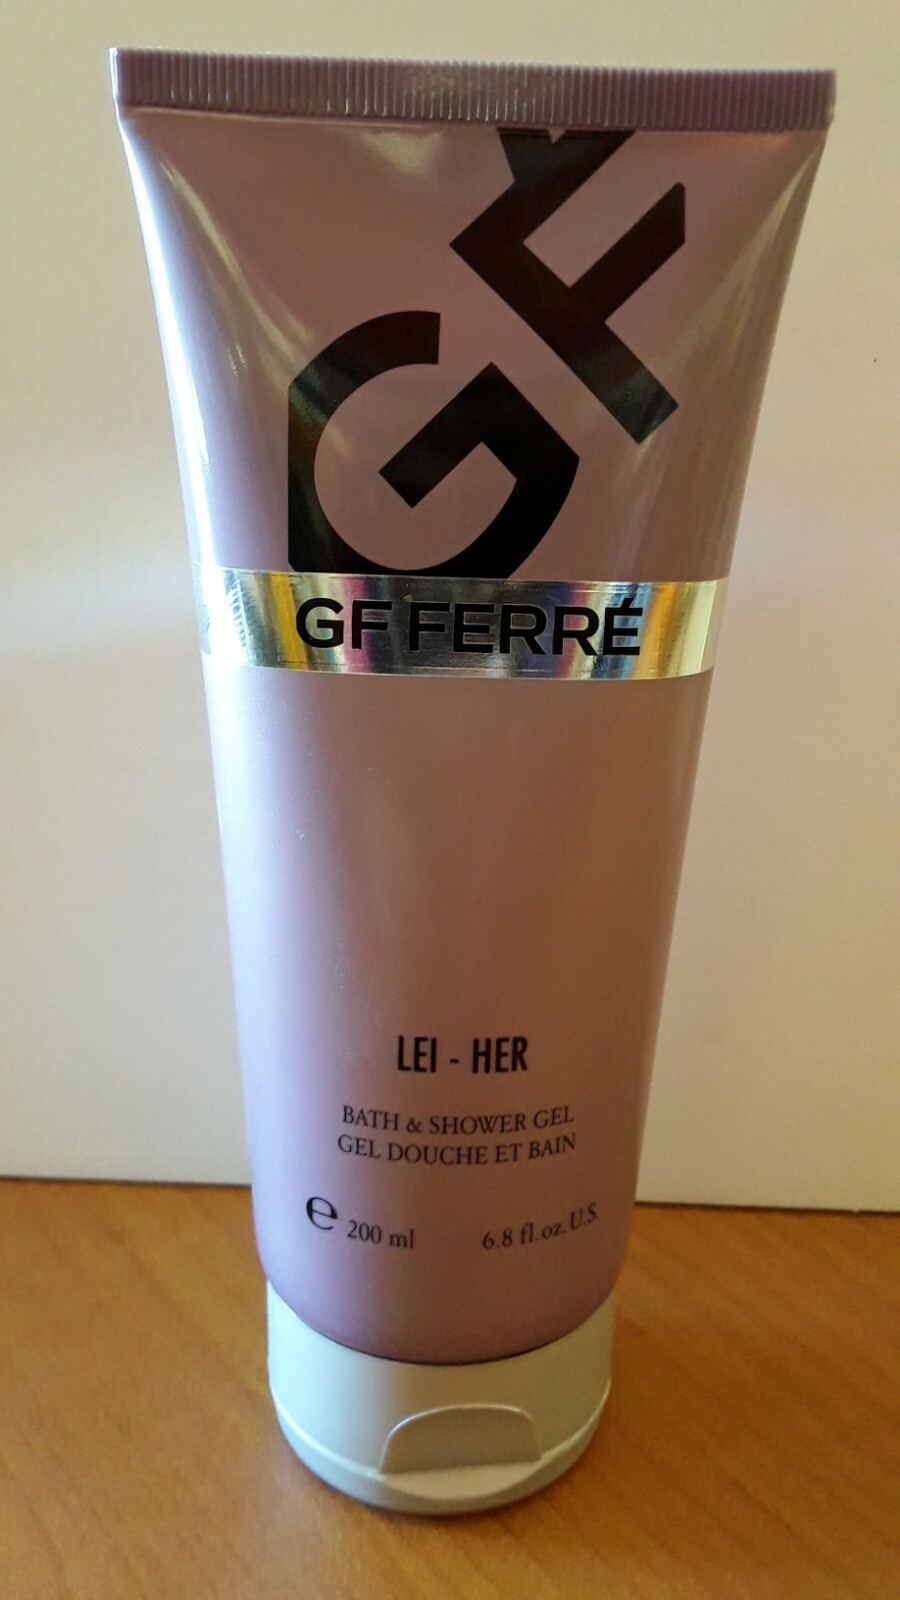 GF
GF FERRÉ
LEI - HER
BATH & SHOWER GEL
GEL DOUCHE ET BAIN
℮ 200 ml 6.8 fl. oz. U.S.